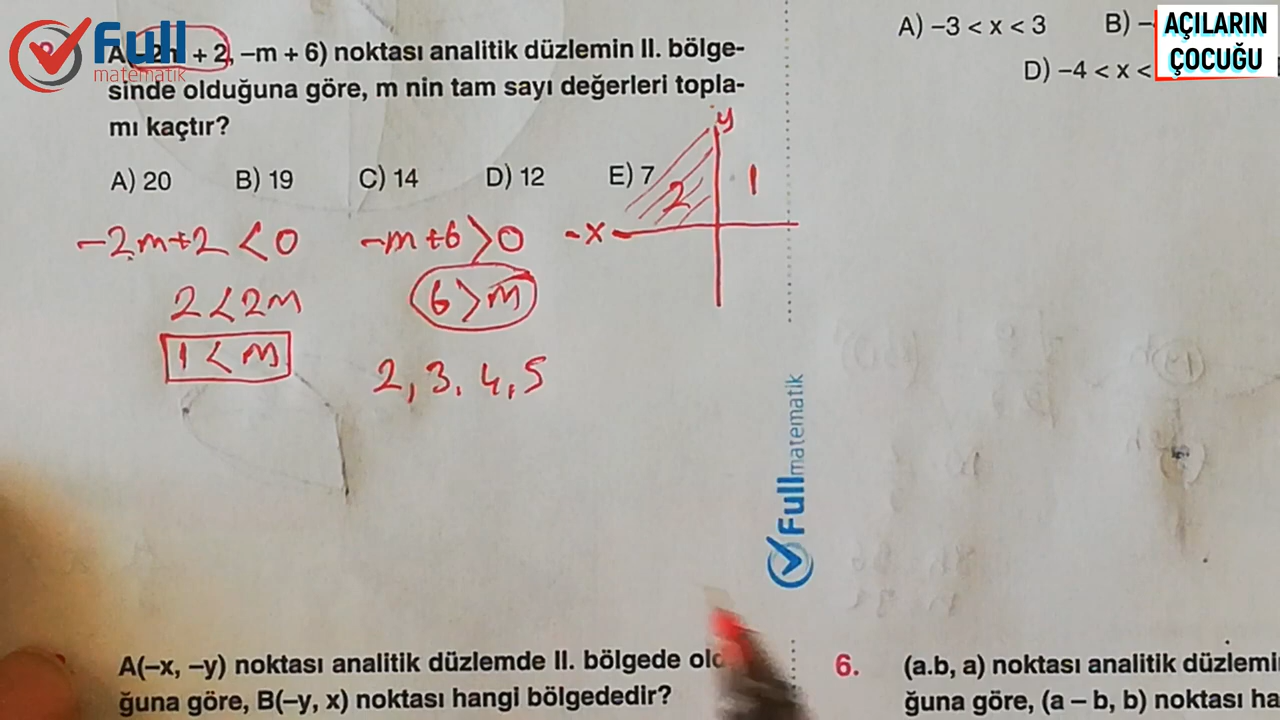 Full
matematik
A(-2m + 2, –m + 6) noktası analitik düzlemin II. bölge-
sinde olduğuna göre, m nin tam sayı değerleri topla-
mı kaçtır?
A) 20 B) 19 C) 14 D) 12 E) 7
y
1
2
-x
-2m+2 < 0 -m+6 > 0
2 < 2m 6 > m
1 < m
2, 3, 4, 5
Fullmatematik
A(–x, –y) noktası analitik düzlemde II. bölgede
ğuna göre, B(–y, x) noktası hangi bölgededir?
A) –3 < x < 3 B) –
D) –4 < x <
AÇILARIN
ÇOCUĞU
6. (a.b, a) noktası analitik
ğuna göre, (a – b, b) noktası